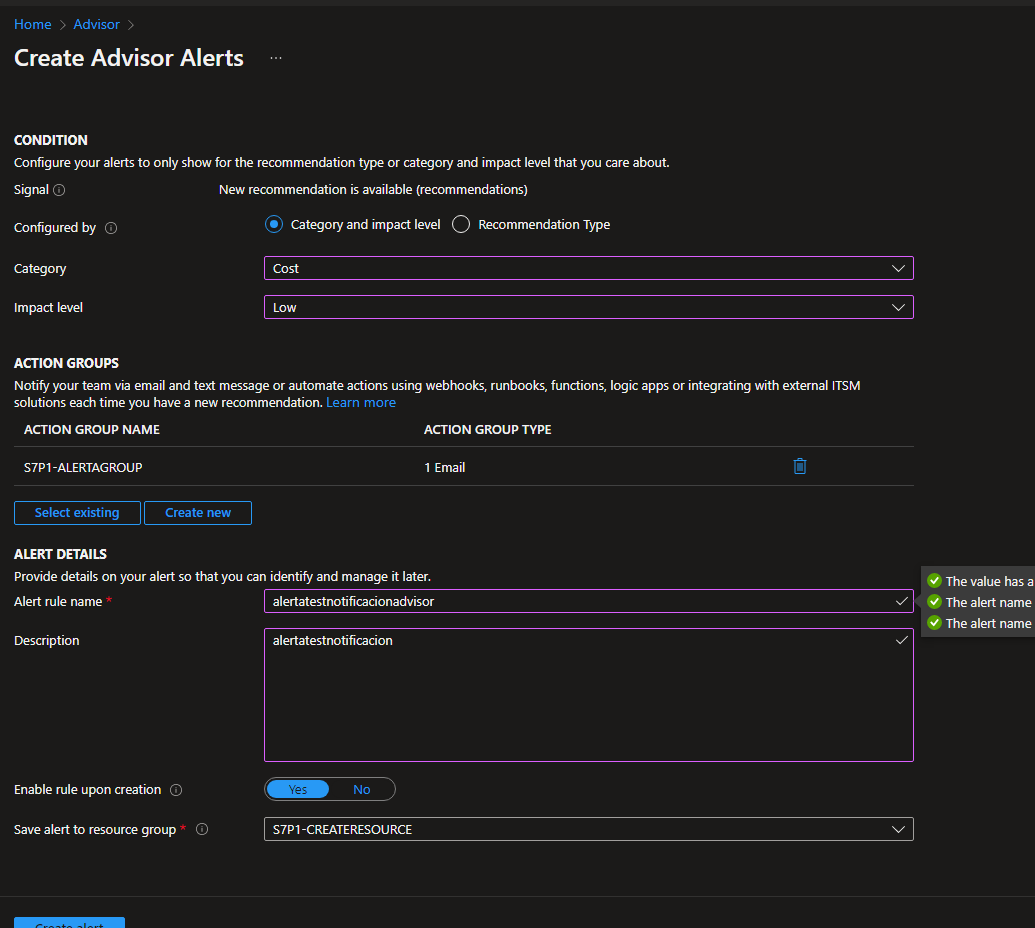 Home > Advisor >
Create Advisor Alerts ...
CONDITION
Configure your alerts to only show for the recommendation type or category and impact level that you care about.
Signal New recommendation is available (recommendations)
Configured by Category and impact level Recommendation Type
Category Cost
Impact level Low
ACTION GROUPS
Notify your team via email and text message or automate actions using webhooks, runbooks, functions, logic apps or integrating with external ITSM
solutions each time you have a new recommendation. Learn more
ACTION GROUP NAME ACTION GROUP TYPE
S7P1-ALERTAGROUP 1 Email
Select existing Create new
ALERT DETAILS
Provide details on your alert so that you can identify and manage it later.
The value has a
Alert rule name * alertatestnotificacionadvisor The alert name
The alert name
Description alertatestnotificacion
Enable rule upon creation Yes No
Save alert to resource group * S7P1-CREATERESOURCE
Create alert